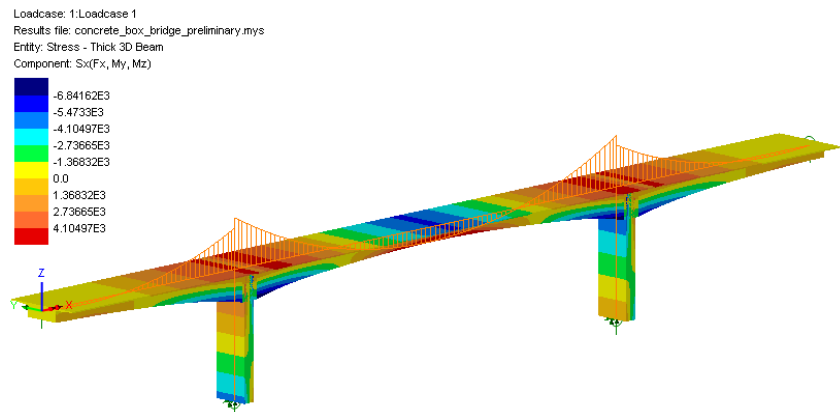 Loadcase: 1:Loadcase 1
Results file: concrete_box_bridge_preliminary.mys
Entity: Stress - Thick 3D Beam
Component: Sx(Fx, My, Mz)
-6.84162E3
-5.4733E3
-4.10497E3
-2.73665E3
-1.36832E3
0.0
1.36832E3
2.73665E3
4.10497E3
Z
Y
X